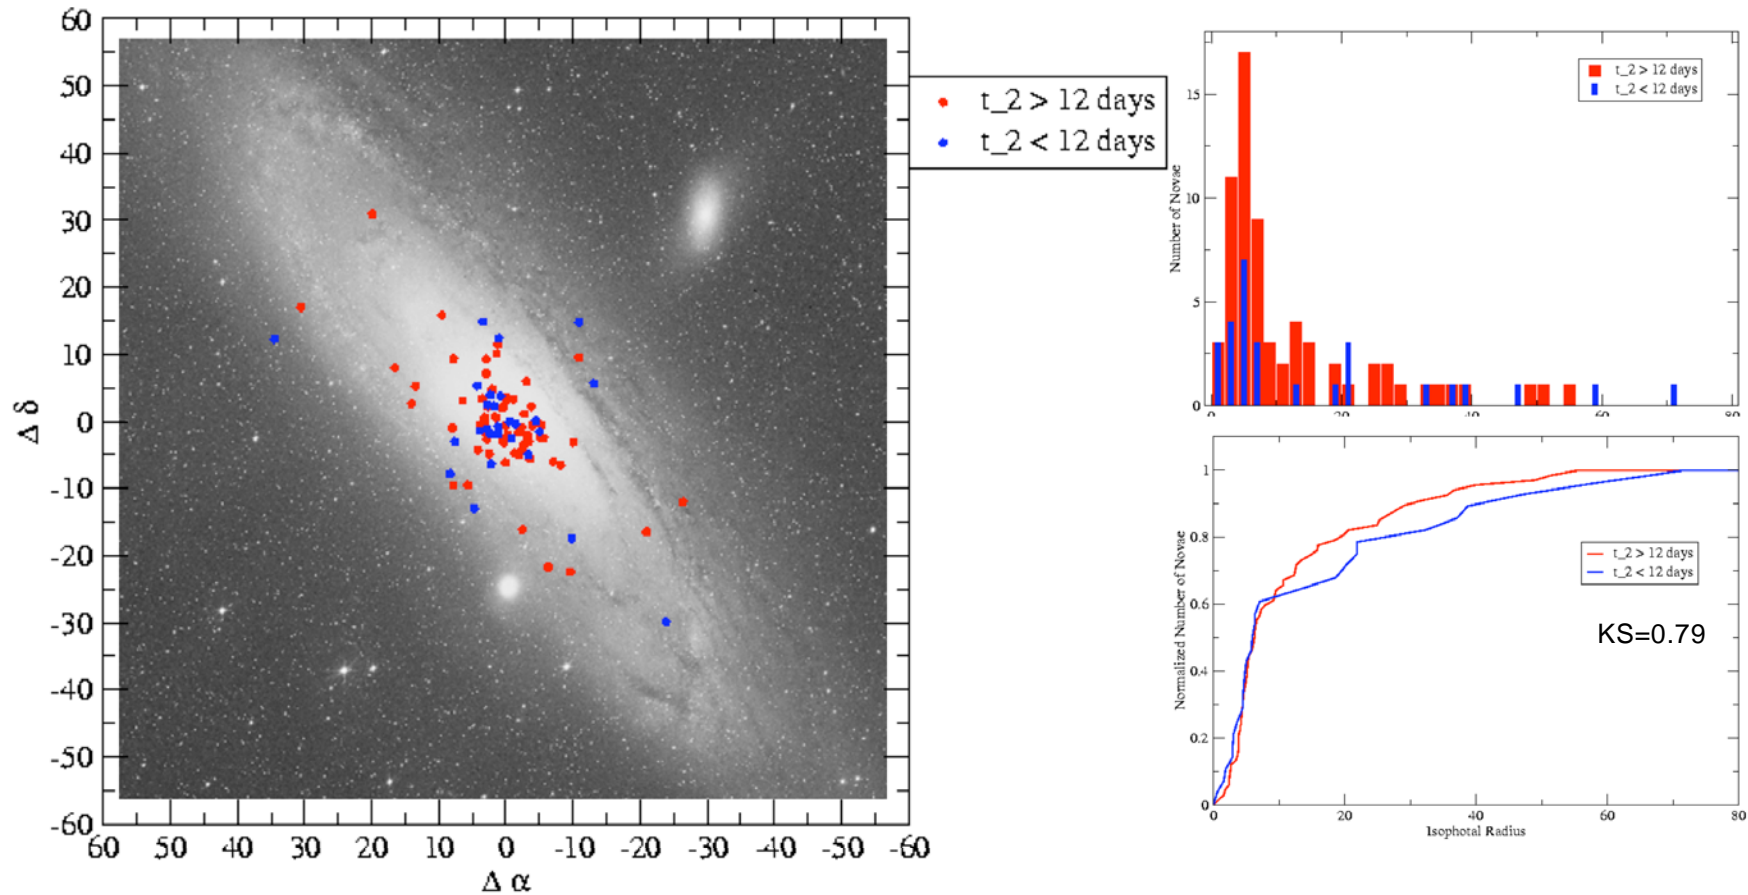 60
50
40
30
20
10
0
-10
-20
-30
-40
-50
-60
Δ δ
60 50 40 30 20 10 0 -10 -20 -30 -40 -50 -60
Δ α
t_2 > 12 days
t_2 < 12 days
t_2 > 12 days
t_2 < 12 days
15
10
5
0
Number of Novae
0 20 40 60 80
1
0.8
0.6
0.4
0.2
0
Normalized Number of Novae
t_2 > 12 days
t_2 < 12 days
KS=0.79
0 20 40 60 80
Isophotal Radius